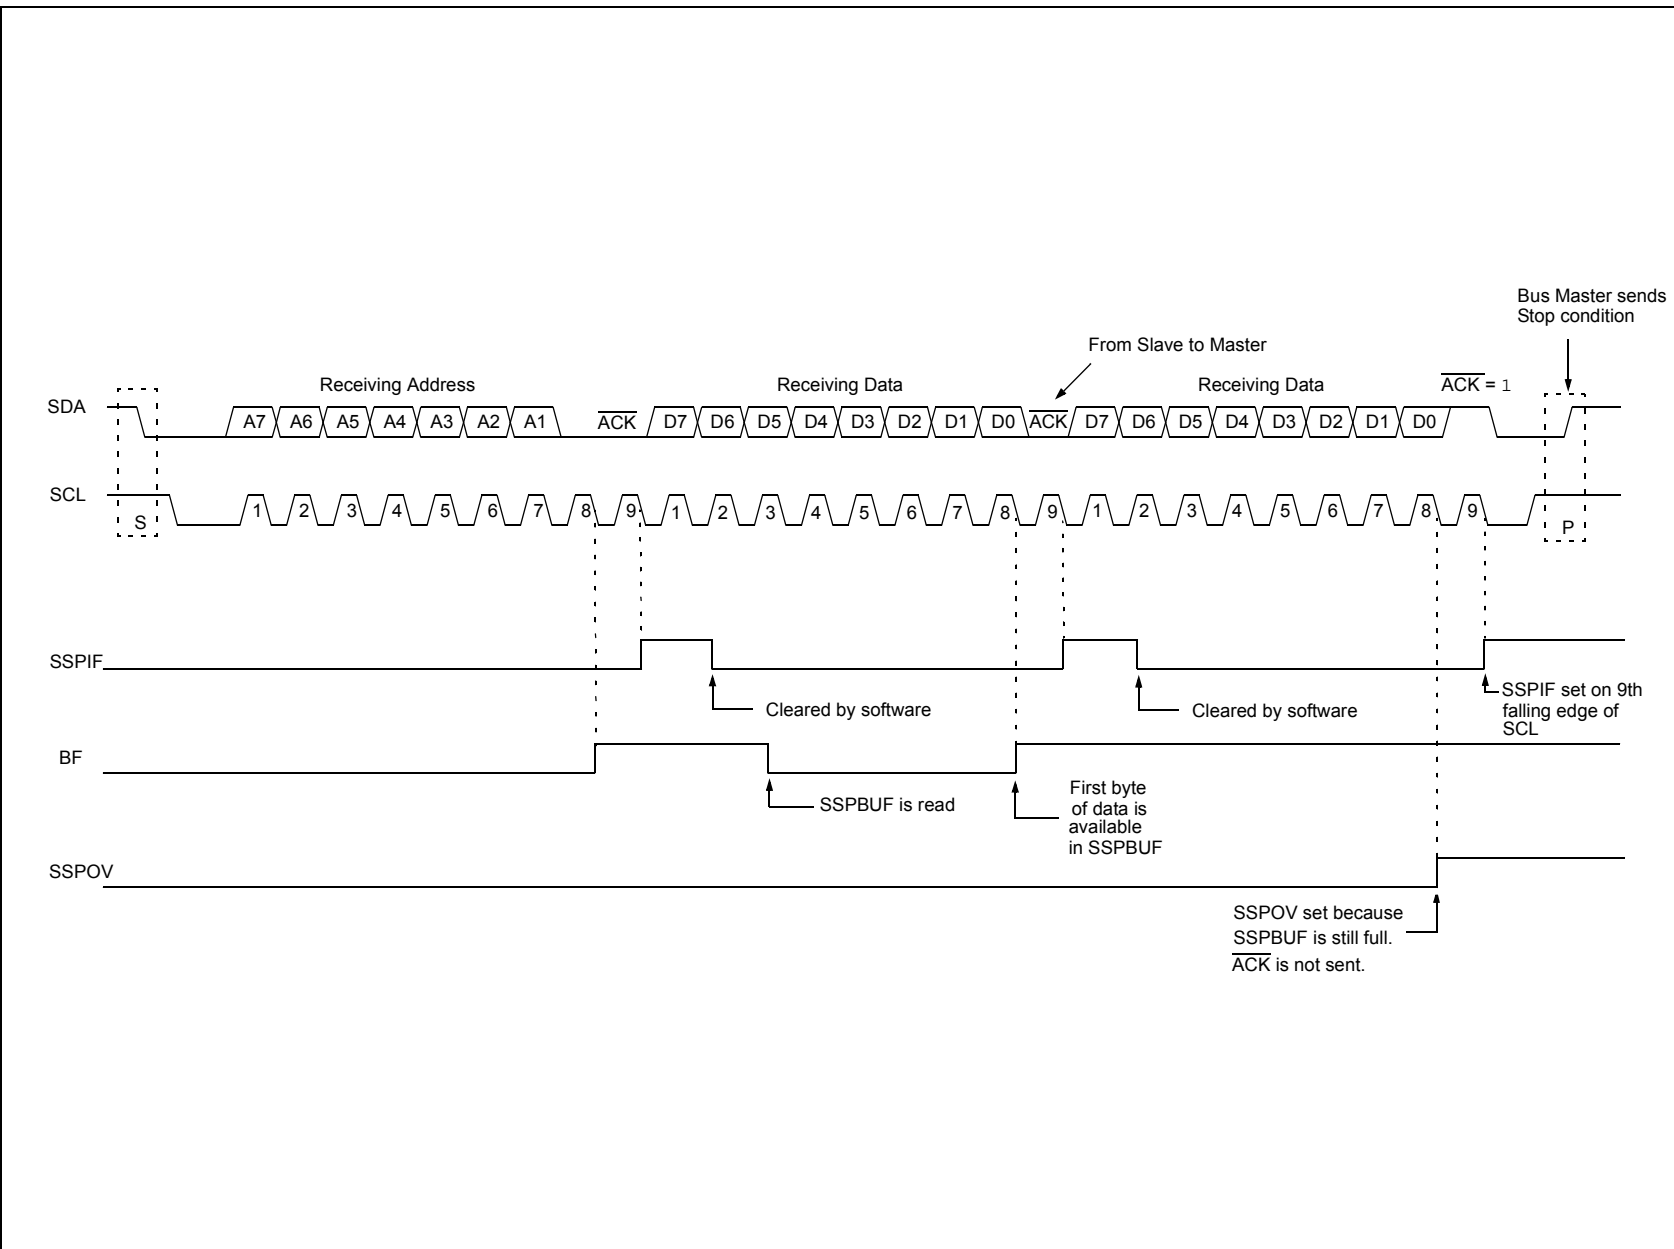 Bus Master sends
Stop condition
From Slave to Master
Receiving Address
Receiving Data
Receiving Data
ACK = 1
SDA
A7 A6 A5 A4 A3 A2 A1 ACK D7 D6 D5 D4 D3 D2 D1 D0 ACK D7 D6 D5 D4 D3 D2 D1 D0
SCL
S
1 2 3 4 5 6 7 8 9 1 2 3 4 5 6 7 8 9 1 2 3 4 5 6 7 8 9
P
SSPIF
Cleared by software
Cleared by software
SSPIF set on 9th
falling edge of
SCL
BF
SSPBUF is read
First byte
of data is
available
in SSPBUF
SSPOV
SSPOV set because
SSPBUF is still full.
ACK is not sent.